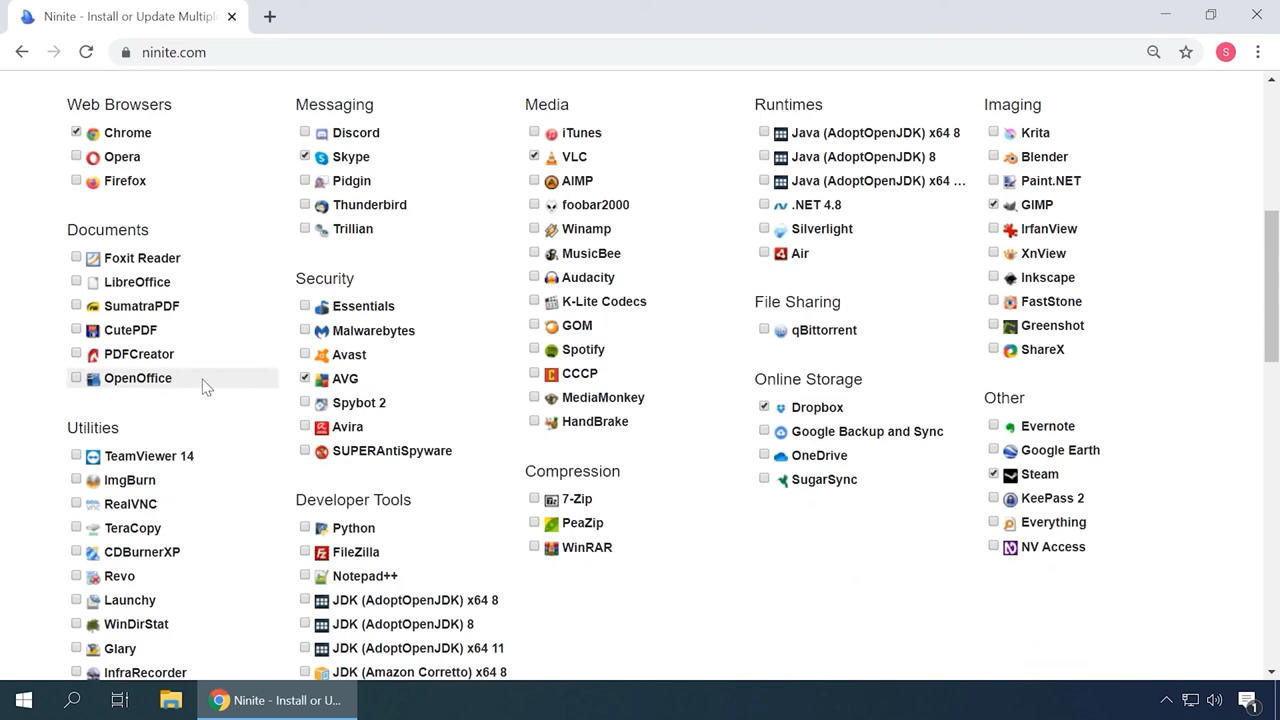 Ninite - Install or Update Multiple
ninite.com
S
Web Browsers
Chrome
Opera
Firefox
Documents
Foxit Reader
LibreOffice
SumatraPDF
CutePDF
PDFCreator
OpenOffice
Utilities
TeamViewer 14
ImgBurn
RealVNC
TeraCopy
CDBurnerXP
Revo
Launchy
WinDirStat
Glary
InfraRecorder
Messaging
Discord
Skype
Pidgin
Thunderbird
Trillian
Security
Essentials
Malwarebytes
Avast
AVG
Spybot 2
Avira
SUPERAntiSpyware
Developer Tools
Python
FileZilla
Notepad++
JDK (AdoptOpenJDK) x64 8
JDK (AdoptOpenJDK) 8
JDK (AdoptOpenJDK) x64 11
JDK (Amazon Corretto) x64 8
Media
iTunes
VLC
AIMP
foobar2000
Winamp
MusicBee
Audacity
K-Lite Codecs
GOM
Spotify
CCCP
MediaMonkey
HandBrake
Compression
7-Zip
PeaZip
WinRAR
Runtimes
Java (AdoptOpenJDK) x64 8
Java (AdoptOpenJDK) 8
Java (AdoptOpenJDK) x64 ...
.NET 4.8
Silverlight
Air
File Sharing
qBittorrent
Online Storage
Dropbox
Google Backup and Sync
OneDrive
SugarSync
Imaging
Krita
Blender
Paint.NET
GIMP
IrfanView
XnView
Inkscape
FastStone
Greenshot
ShareX
Other
Evernote
Google Earth
Steam
KeePass 2
Everything
NV Access
Ninite - Install or U...
1